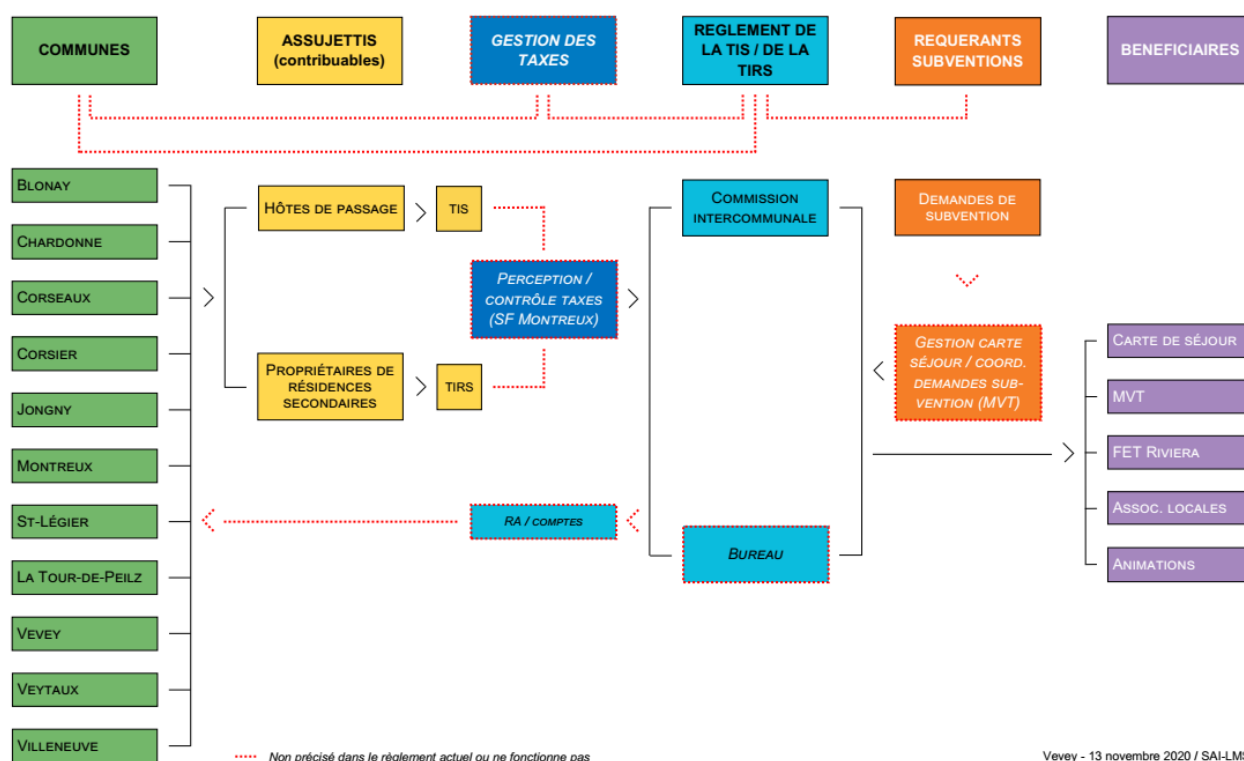 COMMUNES
ASSUJETTIS
(contribuables)
GESTION DES
TAXES
REGLEMENT DE
LA TIS / DE LA
TIRS
REQUERANTS
SUBVENTIONS
BENEFICIAIRES
BLONAY
CHARDONNE
CORSEAUX
CORSIER
JONGNY
MONTREUX
ST-LÉGIER
LA TOUR-DE-PEILZ
VEVEY
VEYTAUX
VILLENEUVE
HÔTES DE PASSAGE
TIS
PROPRIÉTAIRES DE
RÉSIDENCES
SECONDAIRES
TIRS
PERCEPTION /
CONTRÔLE TAXES
(SF MONTREUX)
RA / COMPTES
COMMISSION
INTERCOMMUNALE
BUREAU
DEMANDES DE
SUBVENTION
GESTION CARTE
SÉJOUR / COORD.
DEMANDES SUB-
VENTION (MVT)
CARTE DE SÉJOUR
MVT
FET RIVIERA
ASSOC. LOCALES
ANIMATIONS
Non précisé dans le règlement actuel ou ne fonctionne pas
Vevey - 13 novembre 2020 / SAI-LMS